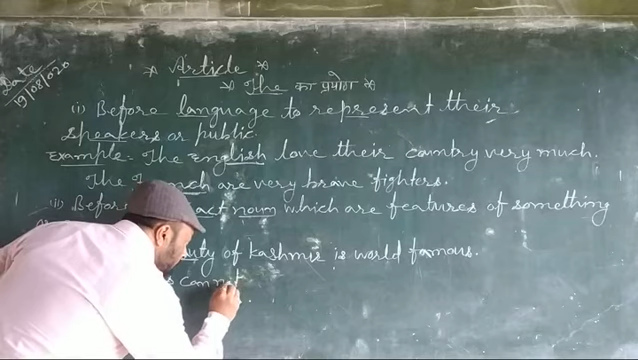 Date
19/08/020
* Article *
* The का प्रयोग *
(i) Before language to represent their
speakers or public.
Example:- The English love their country very much.
The are very brave fighters.
(ii) Before noun which are features of something
of Kashmir is world famous.
can not